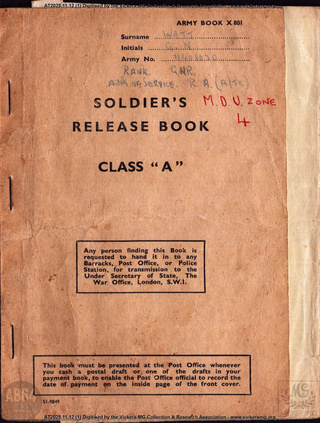 AT2025.11.12 (1) Digitised by the Vickers MG Collection & Research Association - www.vickersmg.org
ARMY BOOK X 801
Surname WATT
Initials
Army No.
RANK GNR.
ARM OF SERVICE. R.A. (
SOLDIER'S
M.D.U. ZONE
4
RELEASE BOOK
CLASS "A"
Any person finding this Book is
requested to hand it in to any
Barracks, Post Office, or Police
Station, for transmission to the
Under Secretary of State, The
War Office, London, S.W.1.
This book must be presented at the Post Office whenever
you cash a postal draft or one of the drafts in your
payment book, to enable the Post Office official to record the
date of payment on the inside page of the front cover.
51-9849
AT2025.11.12 (1) Digitised by the Vickers MG Collection & Research Association - www.vickersmg.org